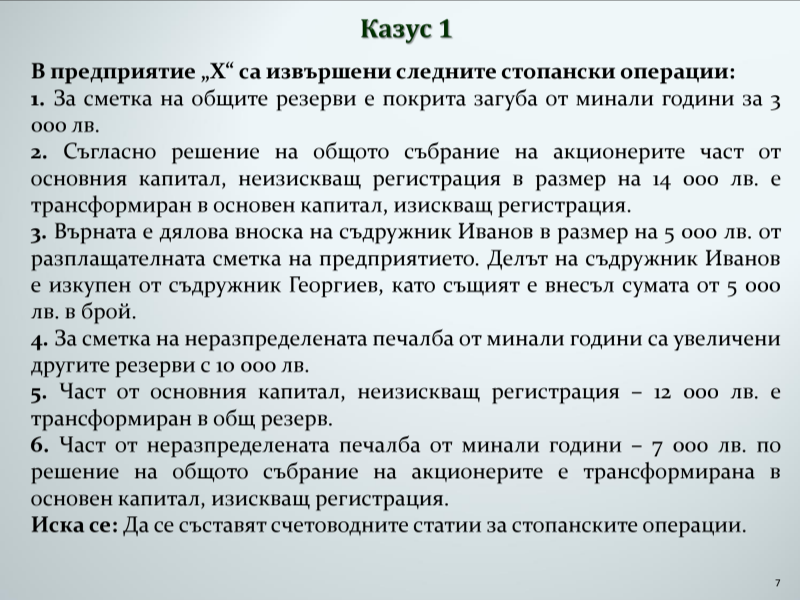 Казус 1
В предприятие „Х“ са извършени следните стопански операции:
1. За сметка на общите резерви е покрита загуба от минали години за 3
000 лв.
2. Съгласно решение на общото събрание на акционерите част от
основния капитал, неизискващ регистрация в размер на 14 000 лв. е
трансформиран в основен капитал, изискващ регистрация.
3. Върната е дялова вноска на съдружник Иванов в размер на 5 000 лв. от
разплащателната сметка на предприятието. Делът на съдружник Иванов
е изкупен от съдружник Георгиев, като същият е внесъл сумата от 5 000
лв. в брой.
4. За сметка на неразпределената печалба от минали години са увеличени
другите резерви с 10 000 лв.
5. Част от основния капитал, неизискващ регистрация – 12 000 лв. е
трансформиран в общ резерв.
6. Част от неразпределената печалба от минали години – 7 000 лв. по
решение на общото събрание на акционерите е трансформирана в
основен капитал, изискващ регистрация.
Иска се: Да се съставят счетоводните статии за стопанските операции.
7